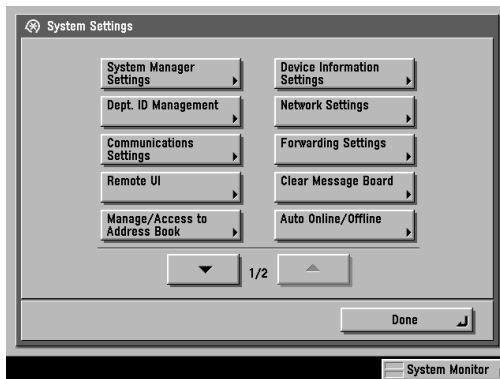 System Settings
System Manager
Settings
Device Information
Settings
Dept. ID Management
Network Settings
Communications
Settings
Forwarding Settings
Remote UI
Clear Message Board
Manage/Access to
Address Book
Auto Online/Offline
1/2
Done
System Monitor